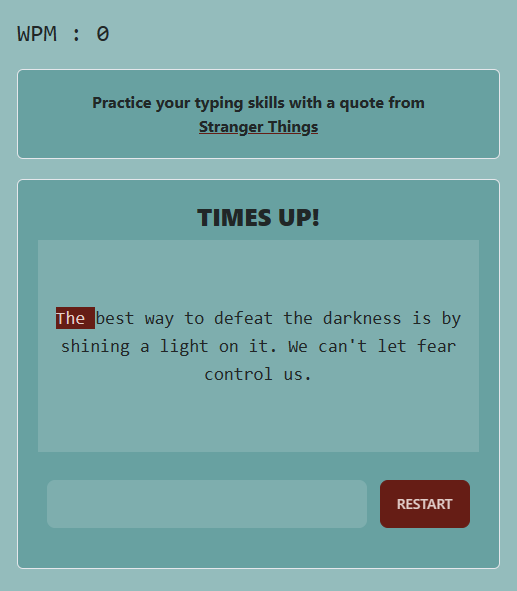 WPM : 0
Practice your typing skills with a quote from
Stranger Things
TIMES UP!
The best way to defeat the darkness is by
shining a light on it. We can't let fear
control us.
RESTART